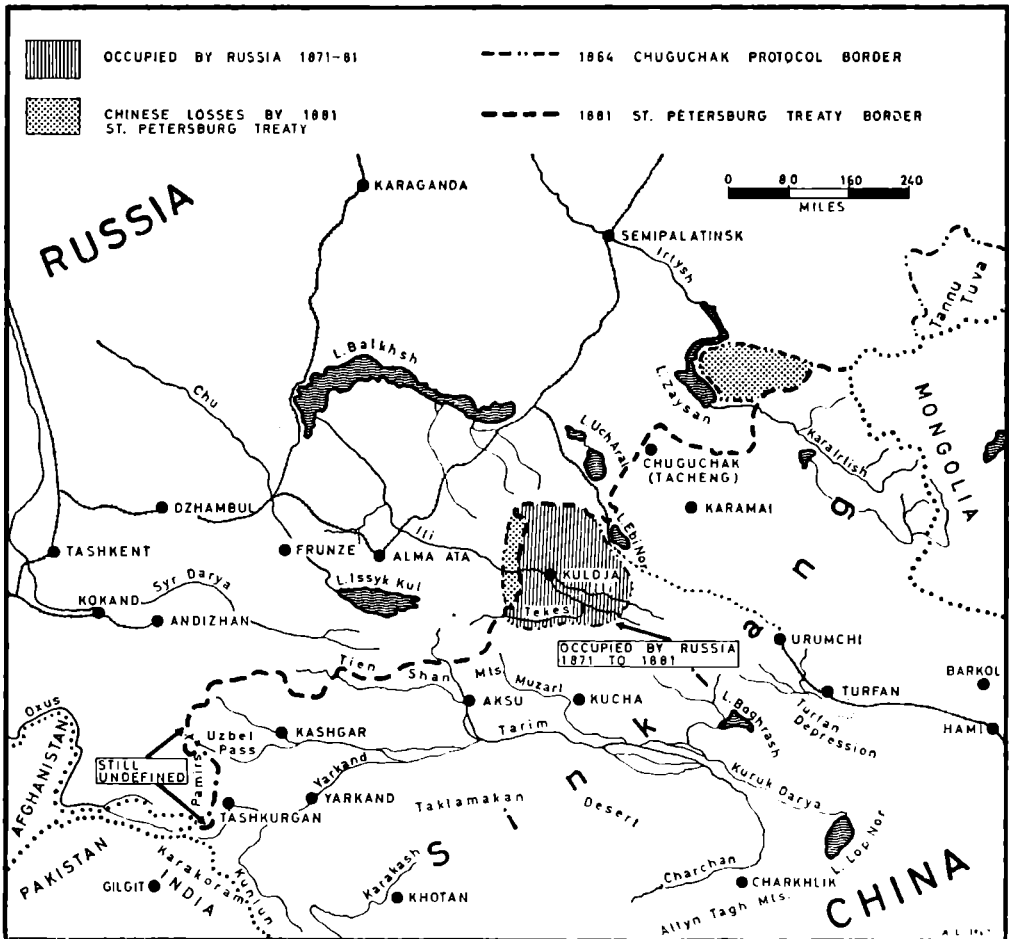 OCCUPIED BY RUSSIA 1871-81
1864 CHUGUCHAK PROTOCOL BORDER
CHINESE LOSSES BY 1881
ST. PETERSBURG TREATY
1881 ST. PETERSBURG TREATY BORDER
0 80 160 240
MILES
RUSSIA
KARAGANDA
SEMIPALATINSK
Irtysh
Tannu
Tuva
L. Balkhsh
L. Zaysan
MONGOLIA
Chu
L. Uch Aral
CHUGUCHAK
(TACHENG)
Kara Irtish
KARAMAI
DZHAMBUL
Ili
L. Ebi Nor
TASHKENT
FRUNZE
ALMA ATA
KULDJA
Ili
Syr Darya
L. Issyk Kul
KOKAND
ANDIZHAN
Tekes
OCCUPIED BY RUSSIA
1871 TO 1881
URUMCHI
BARKOL
Tien Shan Mts.
Muzart
AKSU
KUCHA
TURFAN
Turfan
Depression
HAMI
L. Baghrash
Oxus
Uzbel
Pass
KASHGAR
Tarim
STILL
UNDEFINED
Pamirs
AFGHANISTAN
Yarkand
YARKAND
TASHKURGAN
Taklamakan Desert
Kuruk Darya
L. Lop Nor
Sinkang
PAKISTAN
GILGIT
Karakoram
INDIA
Kunlun
Karakash
KHOTAN
Charchan
CHARKHLIK
Altyn Tagh Mts.
CHINA